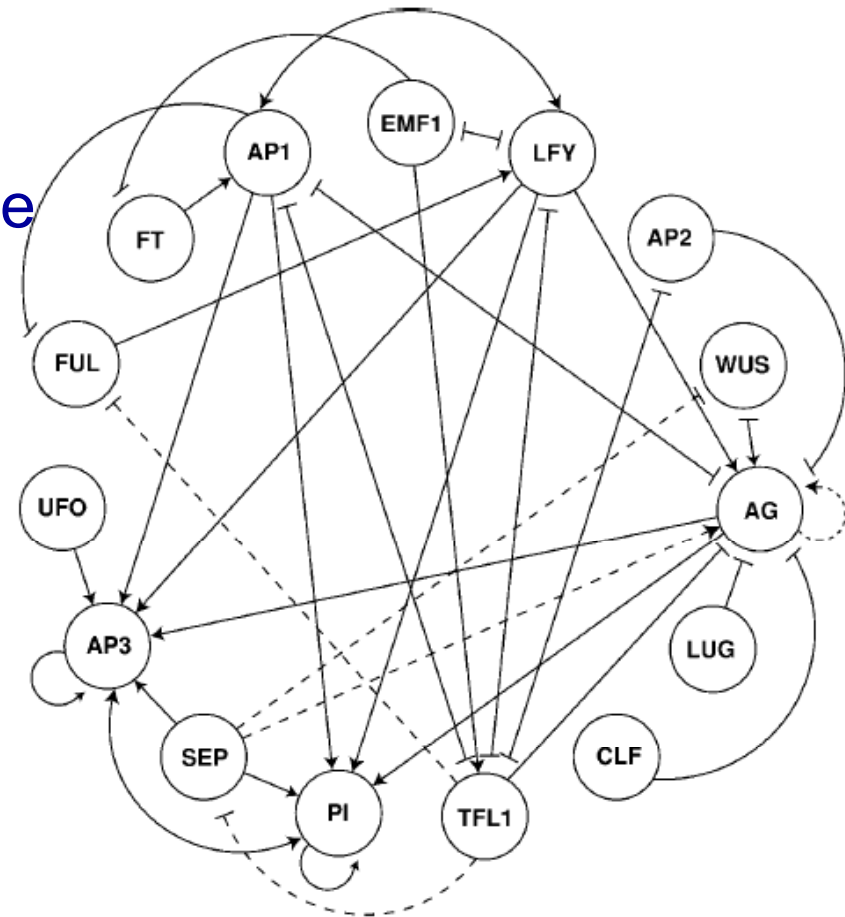 EMF1
AP1
LFY
e
FT
AP2
FUL
WUS
UFO
AG
AP3
LUG
SEP
CLF
PI
TFL1